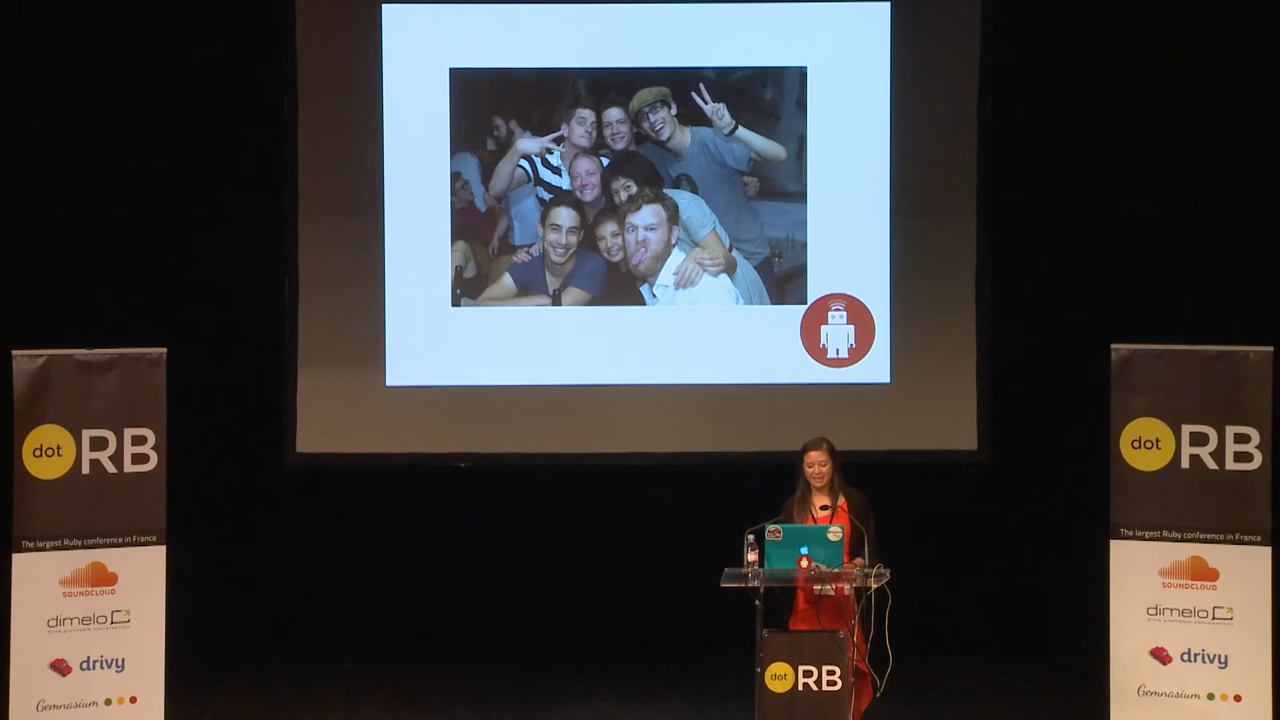 dot RB
The largest Ruby conference in France
SOUNDCLOUD
dimelo
drivy
Gemnasium
dot RB
dot RB
The largest Ruby conference in France
SOUNDCLOUD
dimelo
drivy
Gemnasium